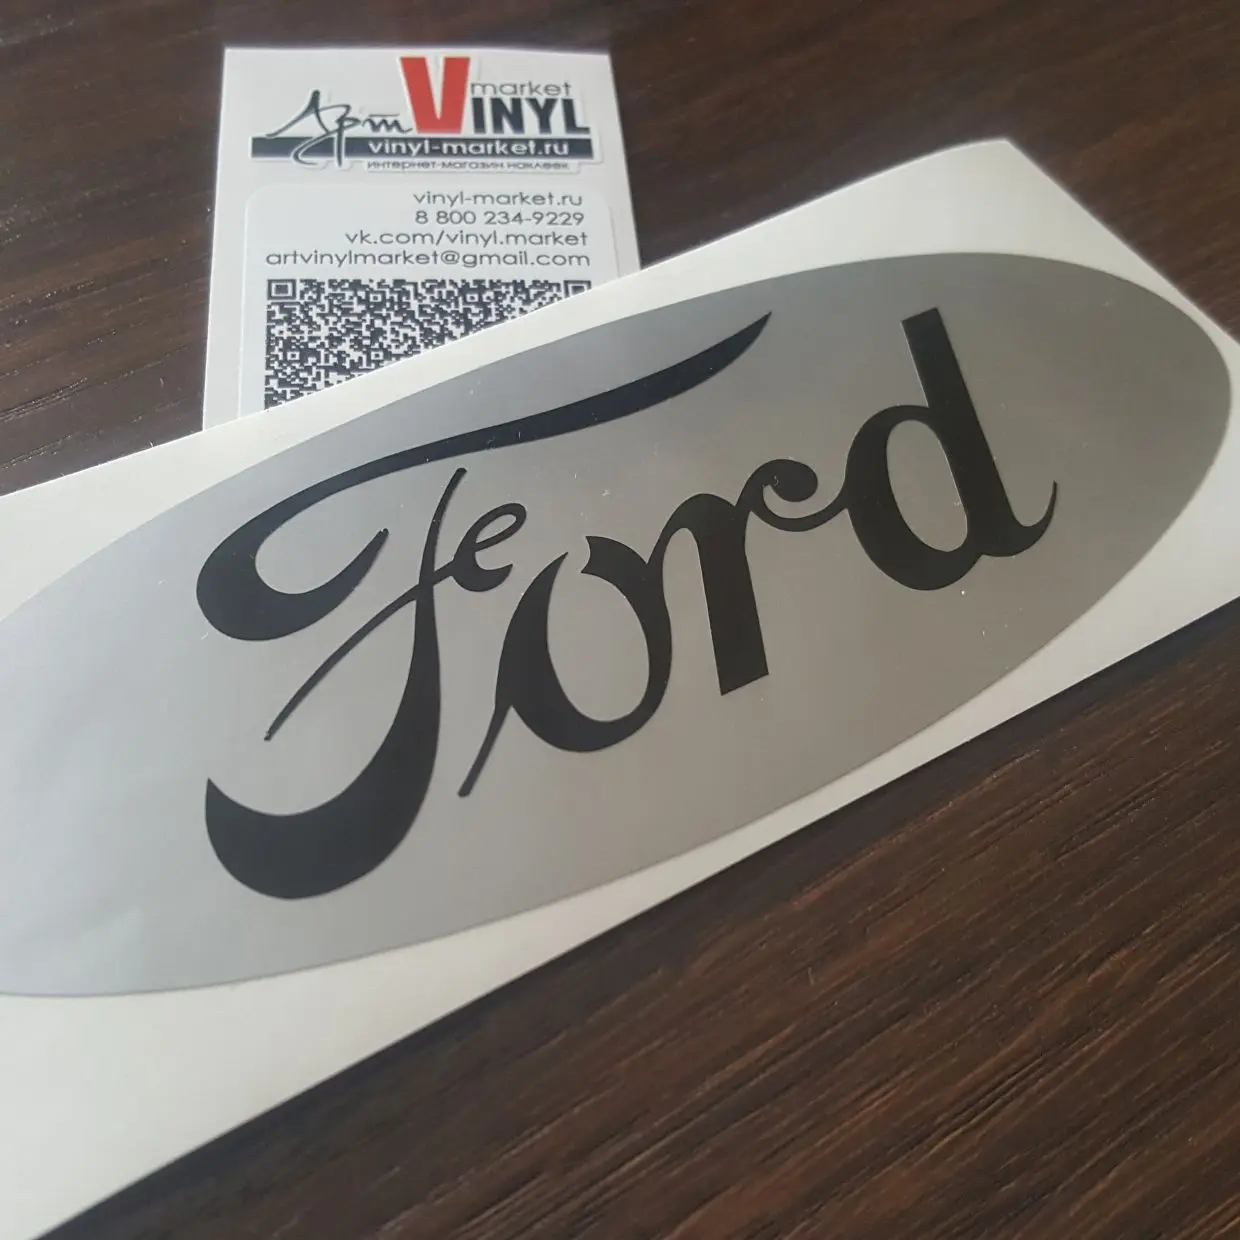 market
Арт VINYL
vinyl-market.ru
интернет-магазин наклеек
vinyl-market.ru
8 800 234-9229
vk.com/vinyl.market
artvinylmarket@gmail.com
Ford